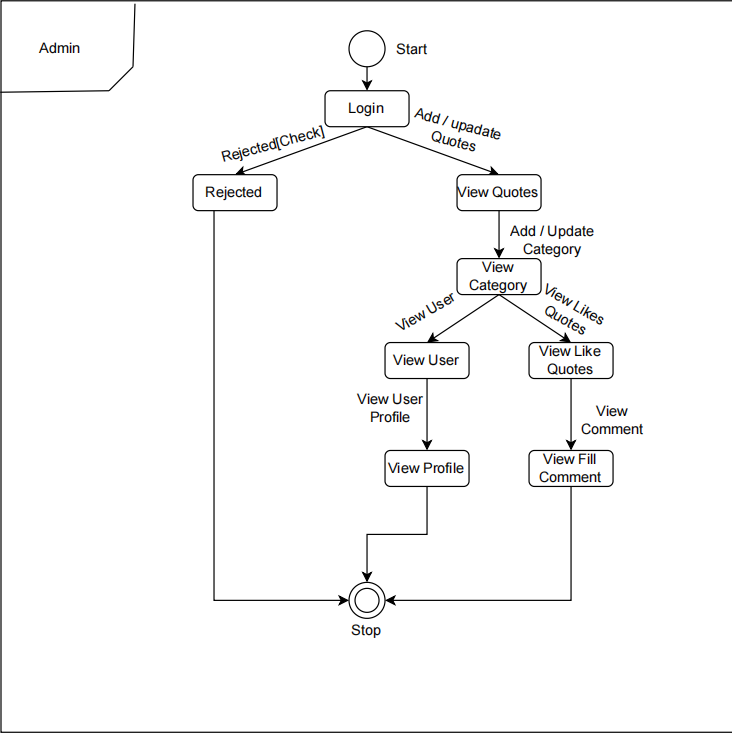 Admin
Start
Login
Rejected[Check]
Add / upadate
Quotes
Rejected
View Quotes
Add / Update
Category
View
Category
View User
View Likes
Quotes
View User
View Like
Quotes
View User
Profile
View
Comment
View Profile
View Fill
Comment
Stop